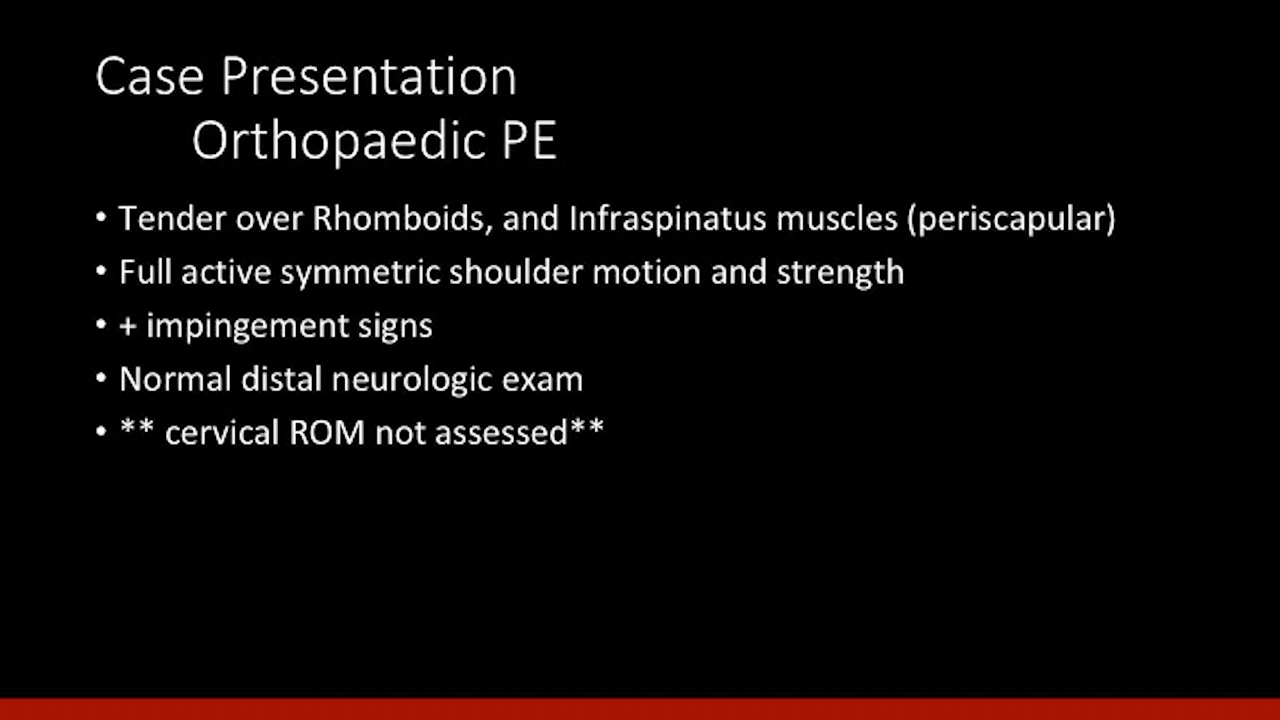 Case Presentation
Orthopaedic PE
• Tender over Rhomboids, and Infraspinatus muscles (periscapular)
• Full active symmetric shoulder motion and strength
• + impingement signs
• Normal distal neurologic exam
• ** cervical ROM not assessed**